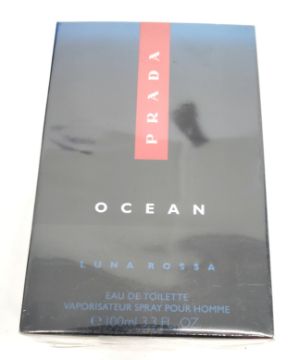 PRADA
OCEAN
LUNA ROSSA
EAU DE TOILETTE
VAPORISATEUR SPRAY POUR HOMME
℮ 100ml 3.3 FL. OZ.